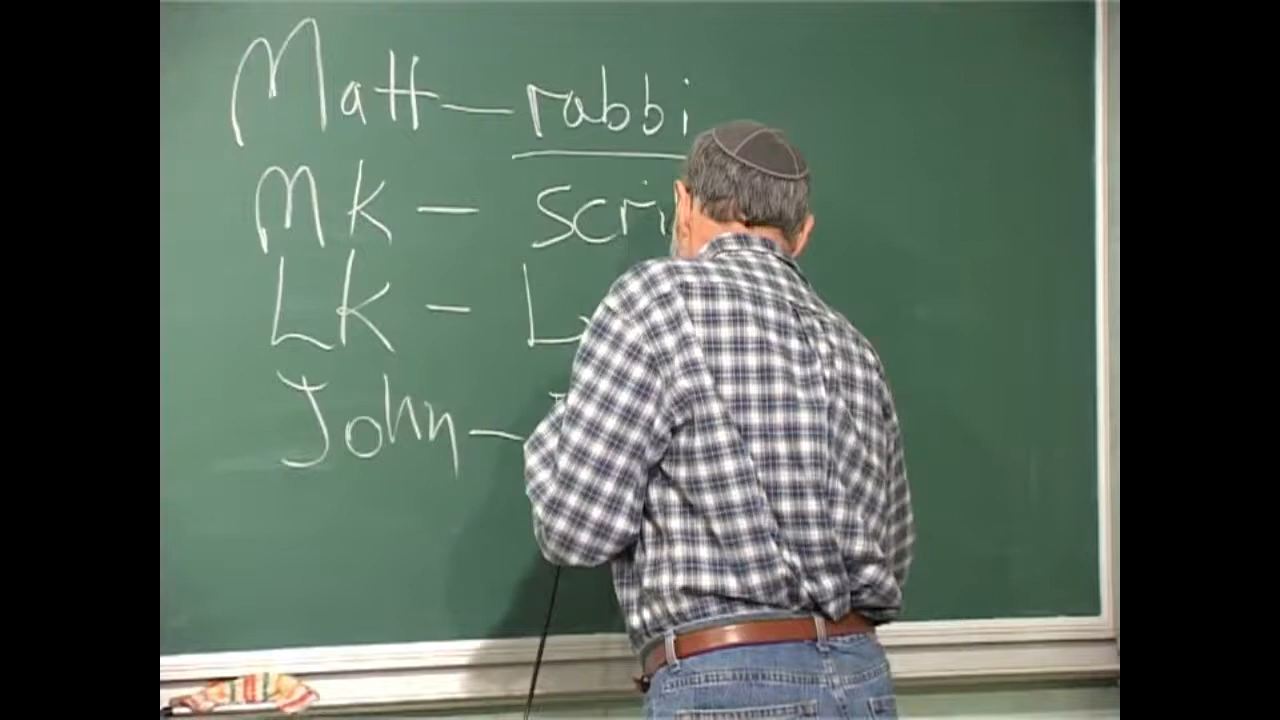 Matt — rabbi
Mk — scri
Lk — L
John —